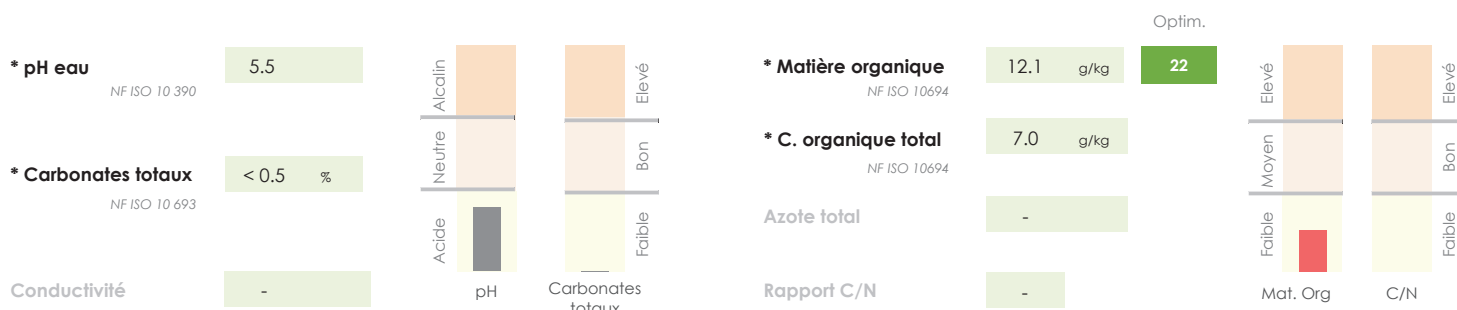 Optim.
* pH eau
5.5
NF ISO 10 390
* Carbonates totaux
< 0.5 %
NF ISO 10 693
Conductivité
-
Alcalin
Neutre
Acide
Elevé
Bon
Faible
pH
Carbonates
totaux
* Matière organique
12.1 g/kg
22
NF ISO 10694
* C. organique total
7.0 g/kg
NF ISO 10694
Azote total
-
Rapport C/N
-
Elevé
Moyen
Faible
Elevé
Bon
Faible
Mat. Org
C/N